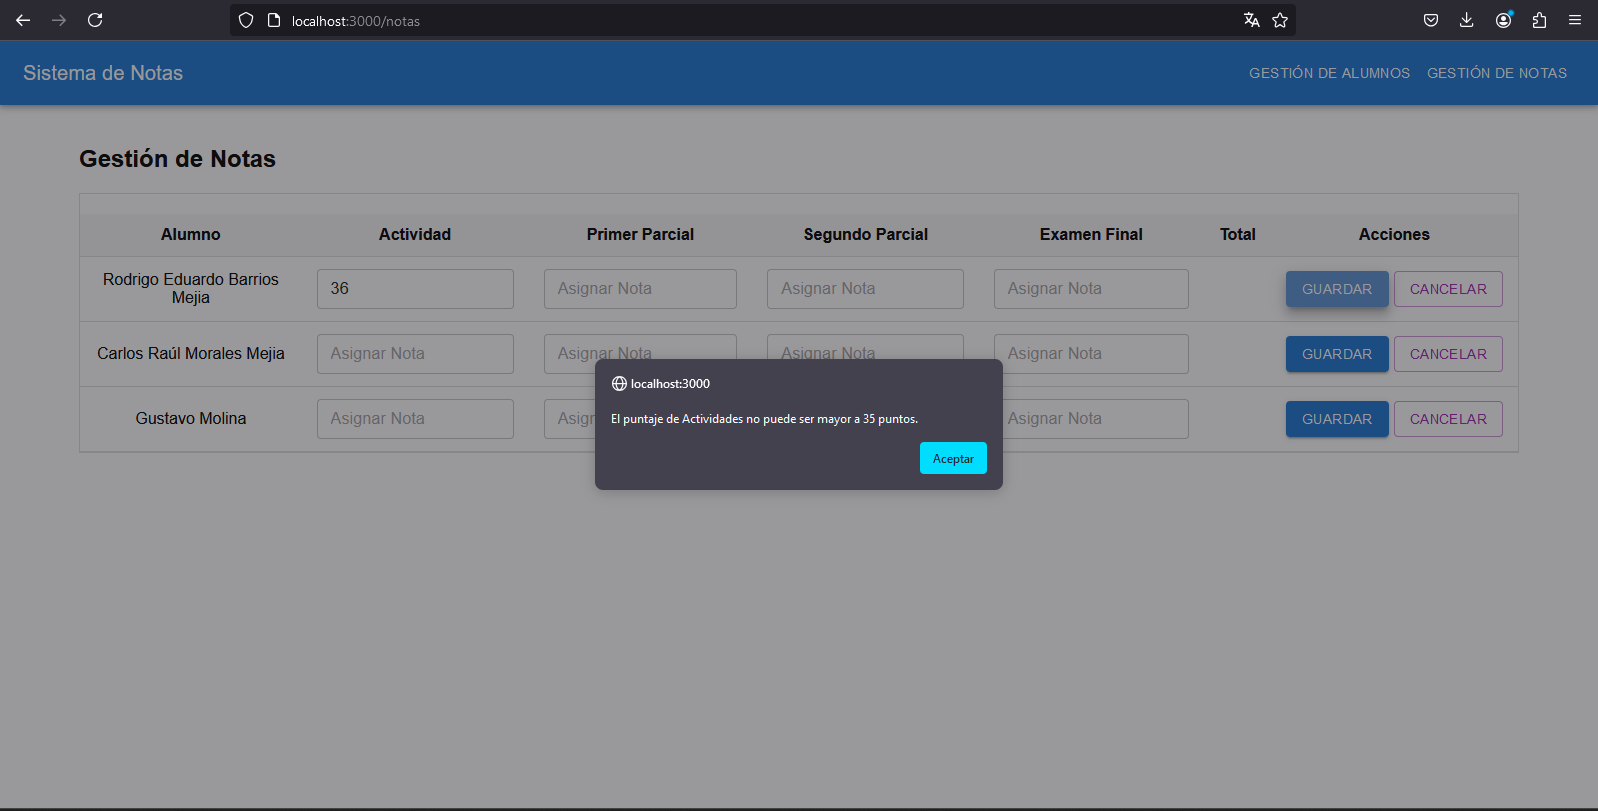 localhost:3000/notas
Sistema de Notas
GESTIÓN DE ALUMNOS GESTIÓN DE NOTAS
Gestión de Notas
Alumno Actividad Primer Parcial Segundo Parcial Examen Final Total Acciones
Rodrigo Eduardo Barrios
Mejia
36 Asignar Nota Asignar Nota Asignar Nota GUARDAR CANCELAR
Carlos Raúl Morales Mejia Asignar Nota Asignar Nota Asignar Nota Asignar Nota GUARDAR CANCELAR
Gustavo Molina Asignar Nota Asign Asignar Nota GUARDAR CANCELAR
localhost:3000
El puntaje de Actividades no puede ser mayor a 35 puntos.
Aceptar